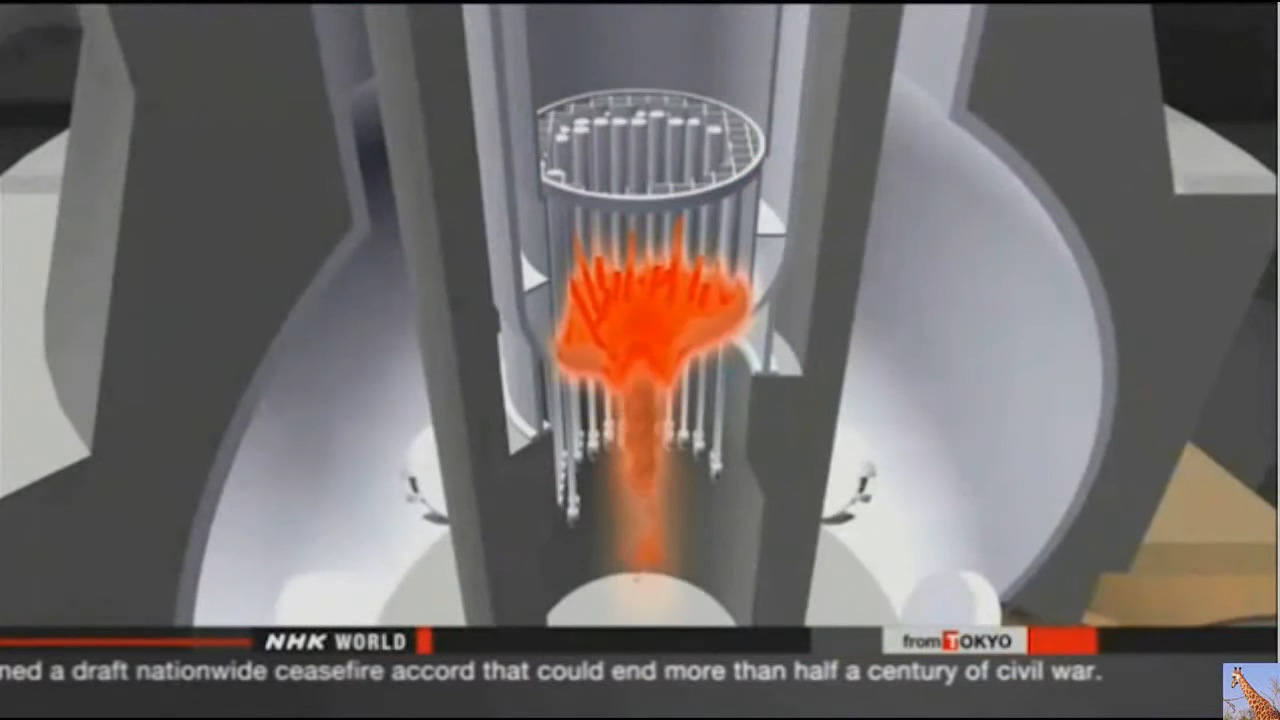 NHK WORLD
from TOKYO
ned a draft nationwide ceasefire accord that could end more than half a century of civil war.